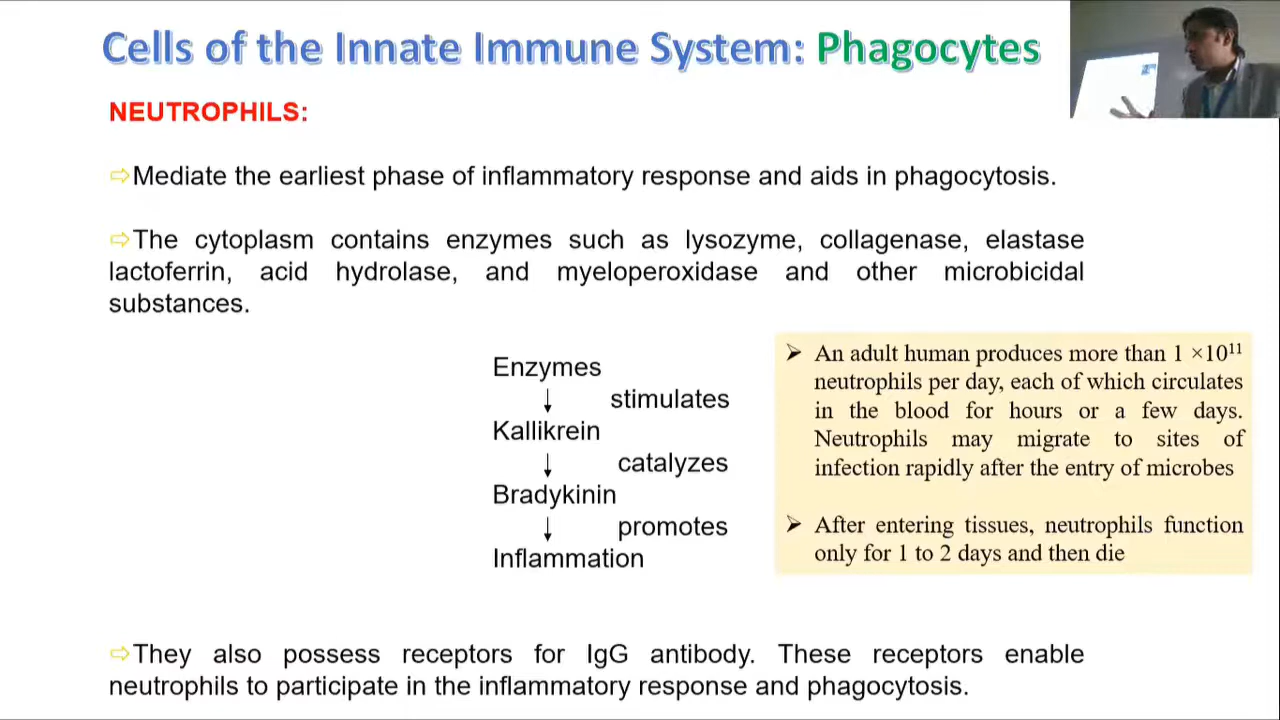 Cells of the Innate Immune System: Phagocytes
NEUTROPHILS:
⇨Mediate the earliest phase of inflammatory response and aids in phagocytosis.
⇨The cytoplasm contains enzymes such as lysozyme, collagenase, elastase
lactoferrin, acid hydrolase, and myeloperoxidase and other microbicidal
substances.
Enzymes
↓ stimulates
Kallikrein
↓ catalyzes
Bradykinin
↓ promotes
Inflammation
➢ An adult human produces more than 1 ×10¹¹
neutrophils per day, each of which circulates
in the blood for hours or a few days.
Neutrophils may migrate to sites of
infection rapidly after the entry of microbes
➢ After entering tissues, neutrophils function
only for 1 to 2 days and then die
⇨They also possess receptors for IgG antibody. These receptors enable
neutrophils to participate in the inflammatory response and phagocytosis.